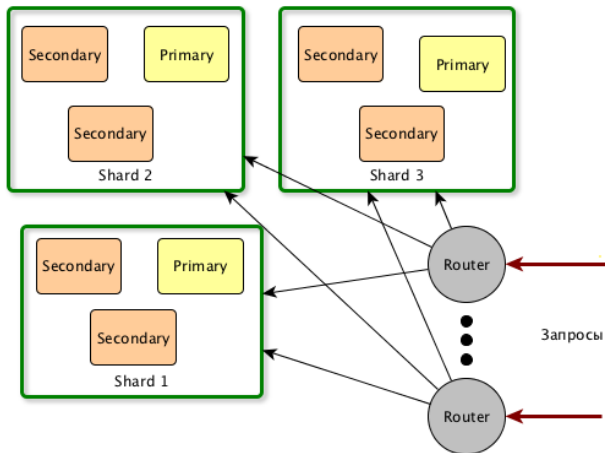 Secondary
Primary
Secondary
Shard 2
Secondary
Primary
Secondary
Shard 3
Secondary
Primary
Secondary
Shard 1
Router
Запросы
Router